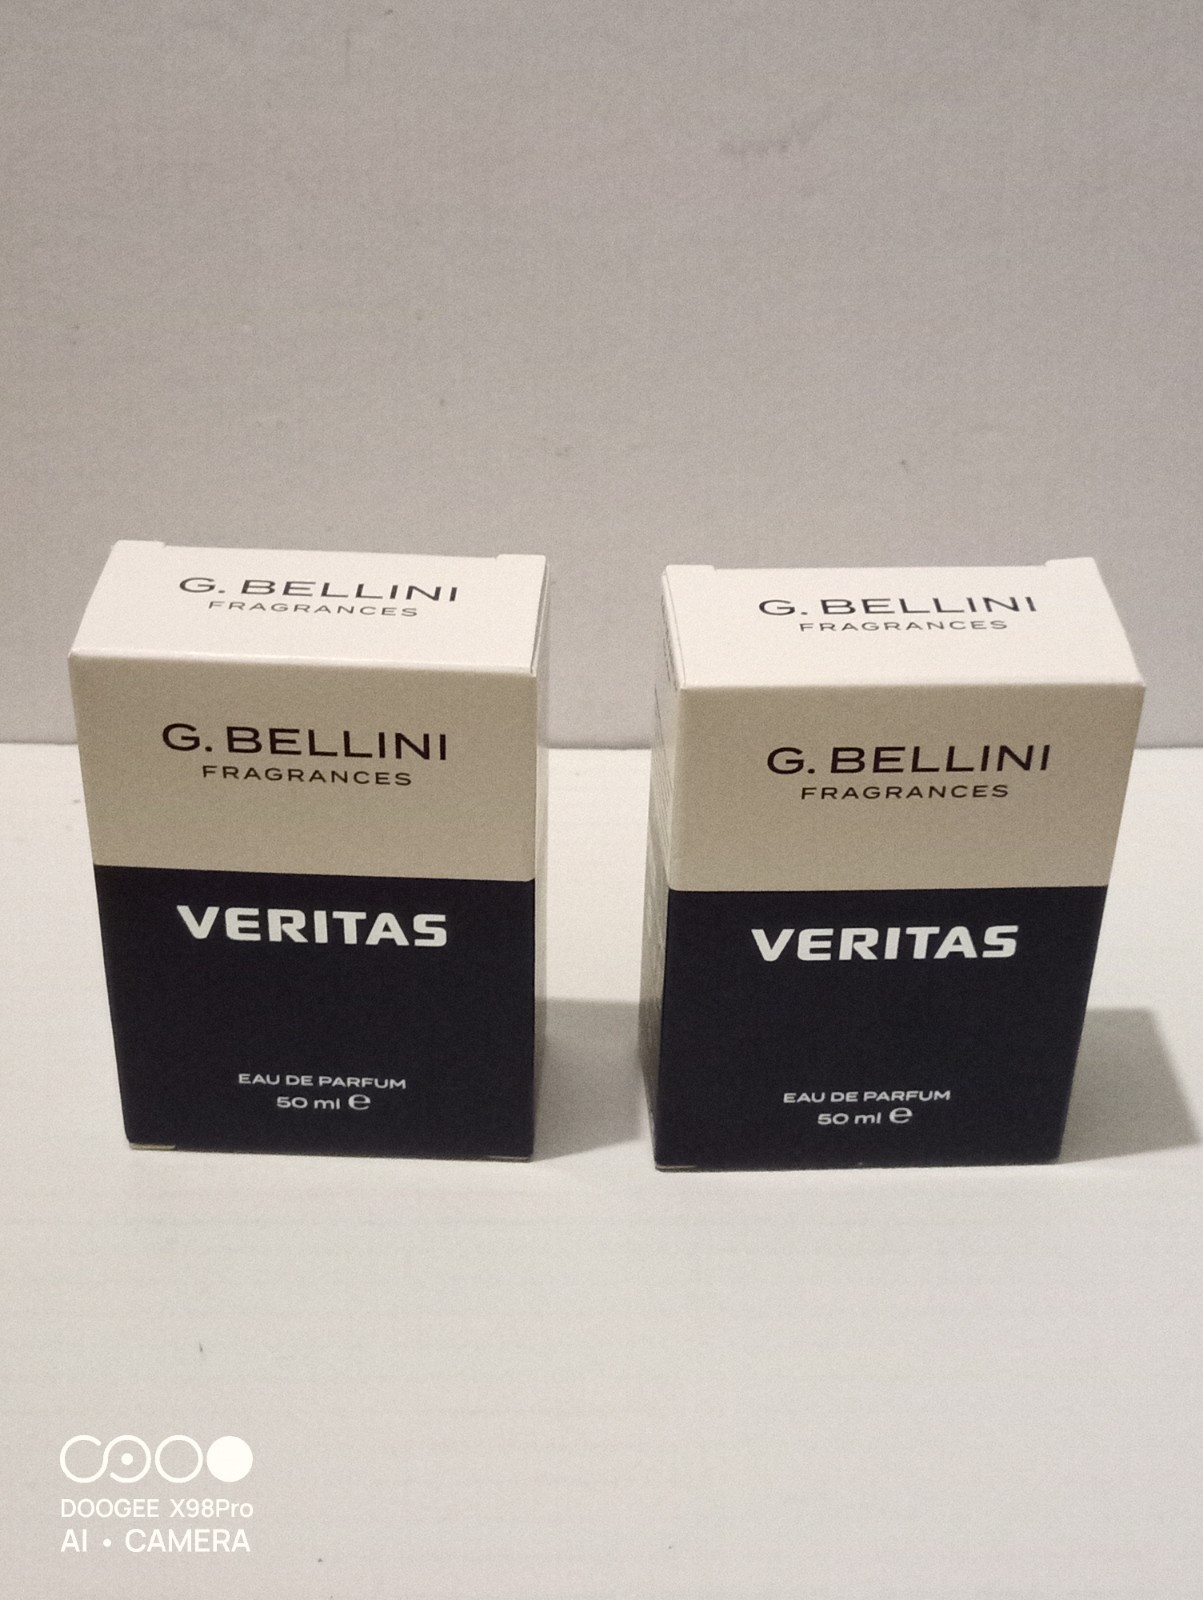 G. BELLINI
FRAGRANCES
G. BELLINI
FRAGRANCES
VERITAS
EAU DE PARFUM
50 ml ℮
G. BELLINI
FRAGRANCES
G. BELLINI
FRAGRANCES
VERITAS
EAU DE PARFUM
50 ml ℮
DOOGEE X98Pro
AI • CAMERA